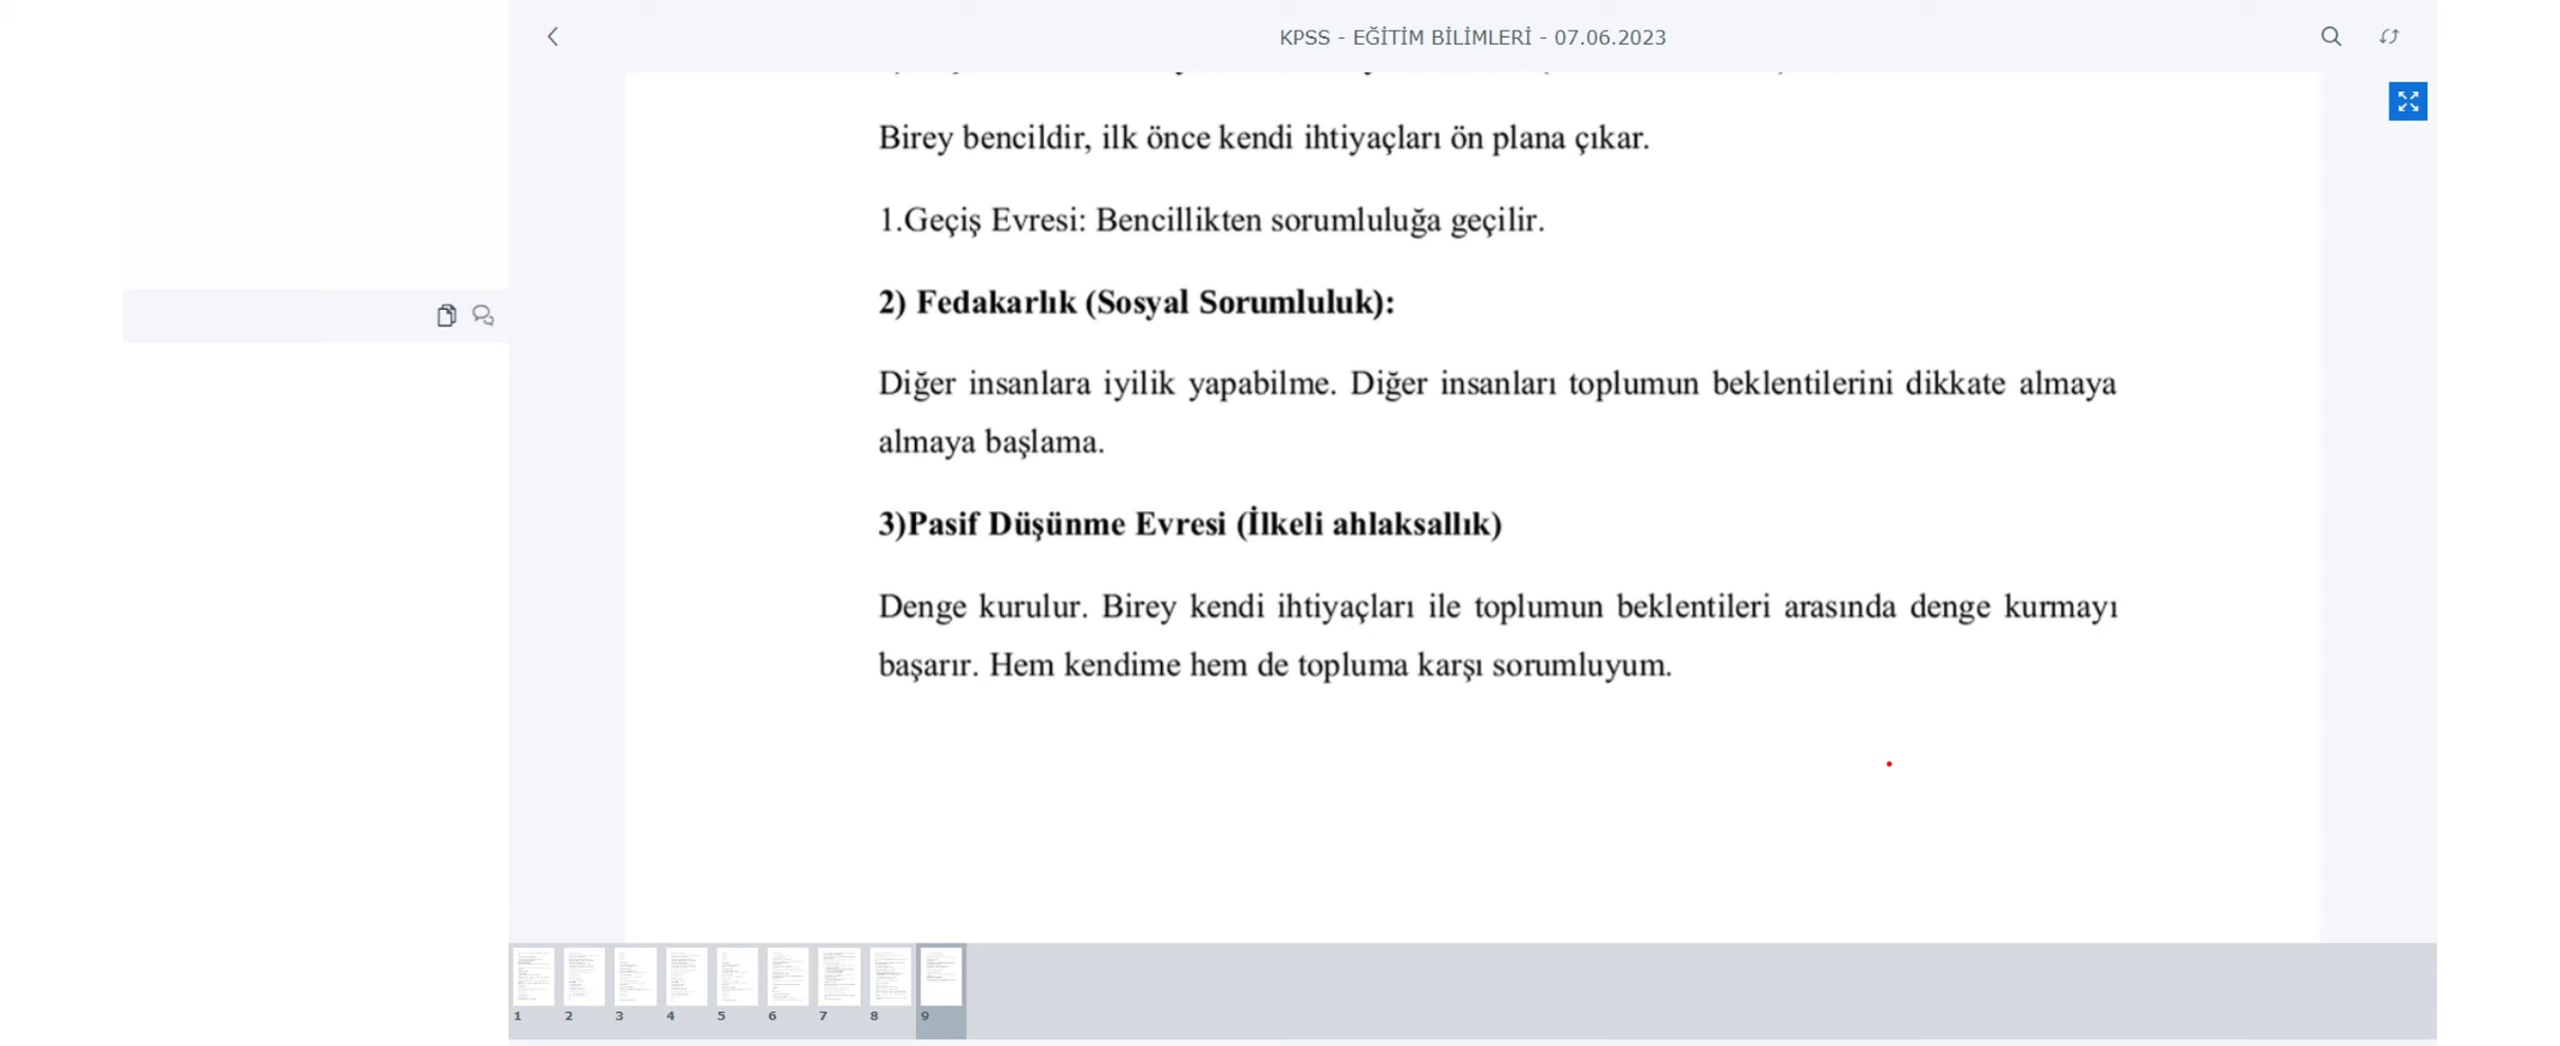 KPSS - EĞİTİM BİLİMLERİ - 07.06.2023
Birey bencildir, ilk önce kendi ihtiyaçları ön plana çıkar.
1.Geçiş Evresi: Bencillikten sorumluluğa geçilir.
2) Fedakarlık (Sosyal Sorumluluk):
Diğer insanlara iyilik yapabilme. Diğer insanları toplumun beklentilerini dikkate almaya
almaya başlama.
3)Pasif Düşünme Evresi (İlkeli ahlaksallık)
Denge kurulur. Birey kendi ihtiyaçları ile toplumun beklentileri arasında denge kurmayı
başarır. Hem kendime hem de topluma karşı sorumluyum.
1 2 3 4 5 6 7 8 9